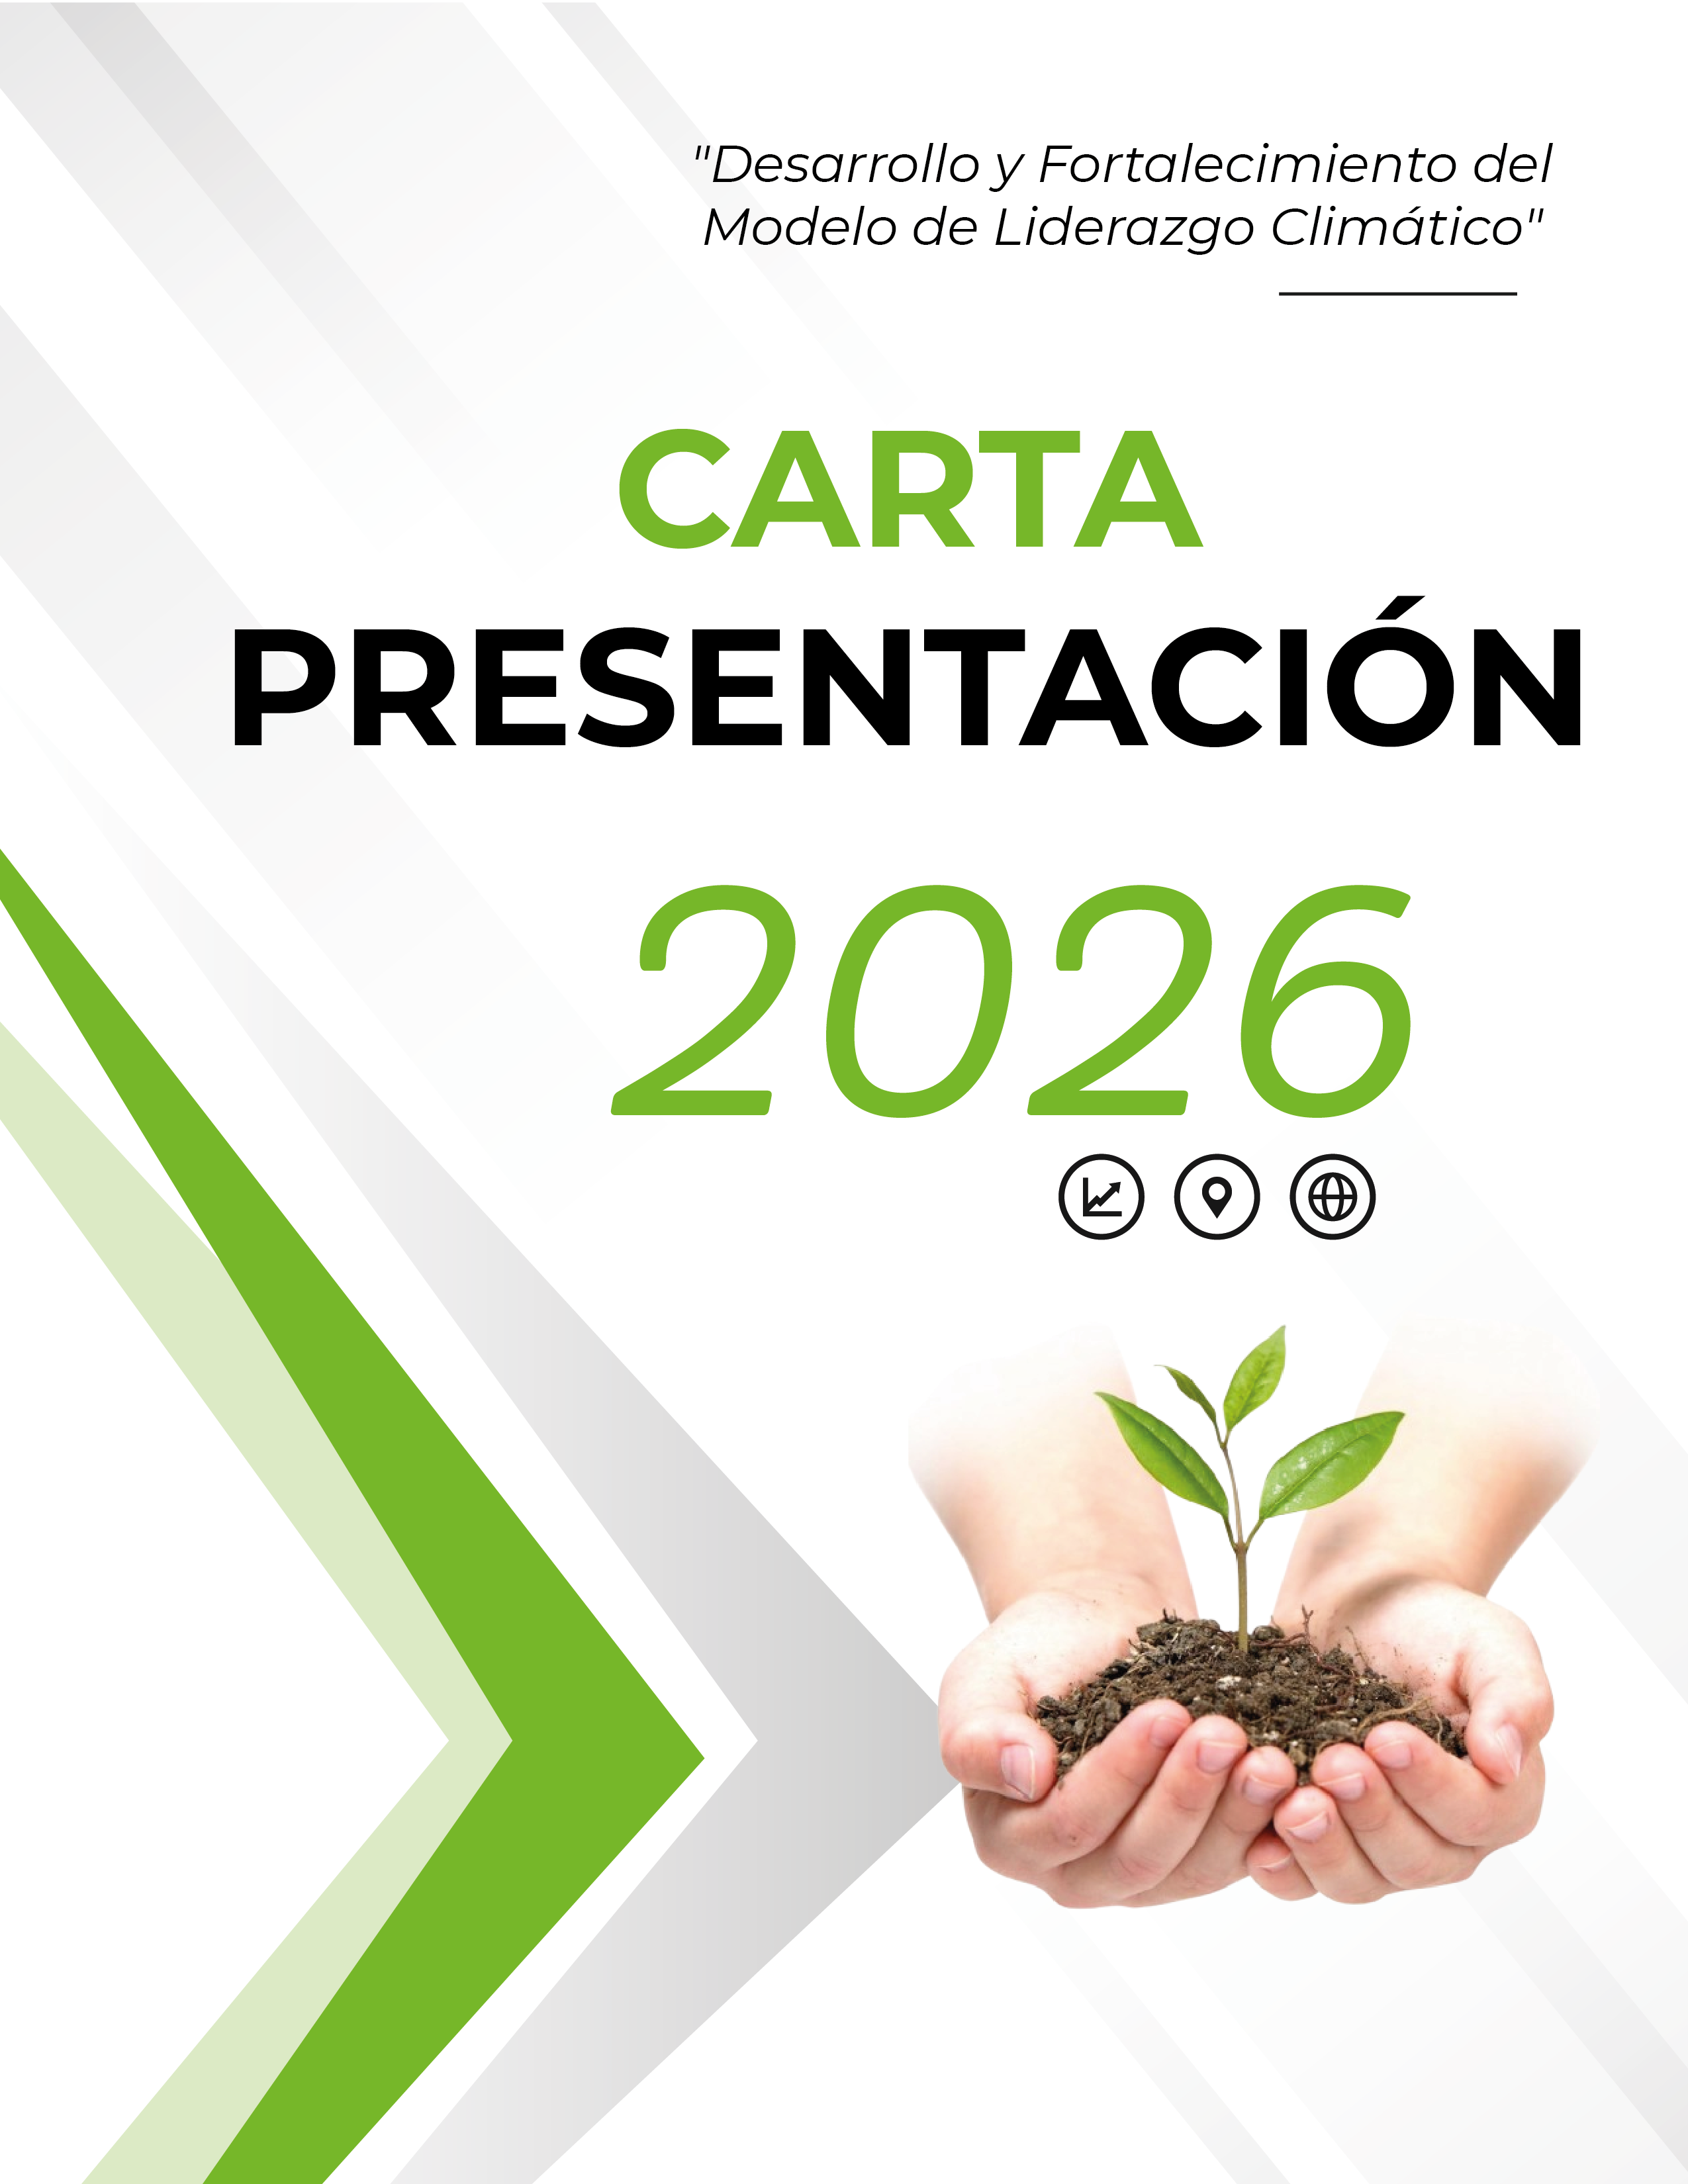 "Desarrollo y Fortalecimiento del
Modelo de Liderazgo Climático"
CARTA
PRESENTACIÓN
2026